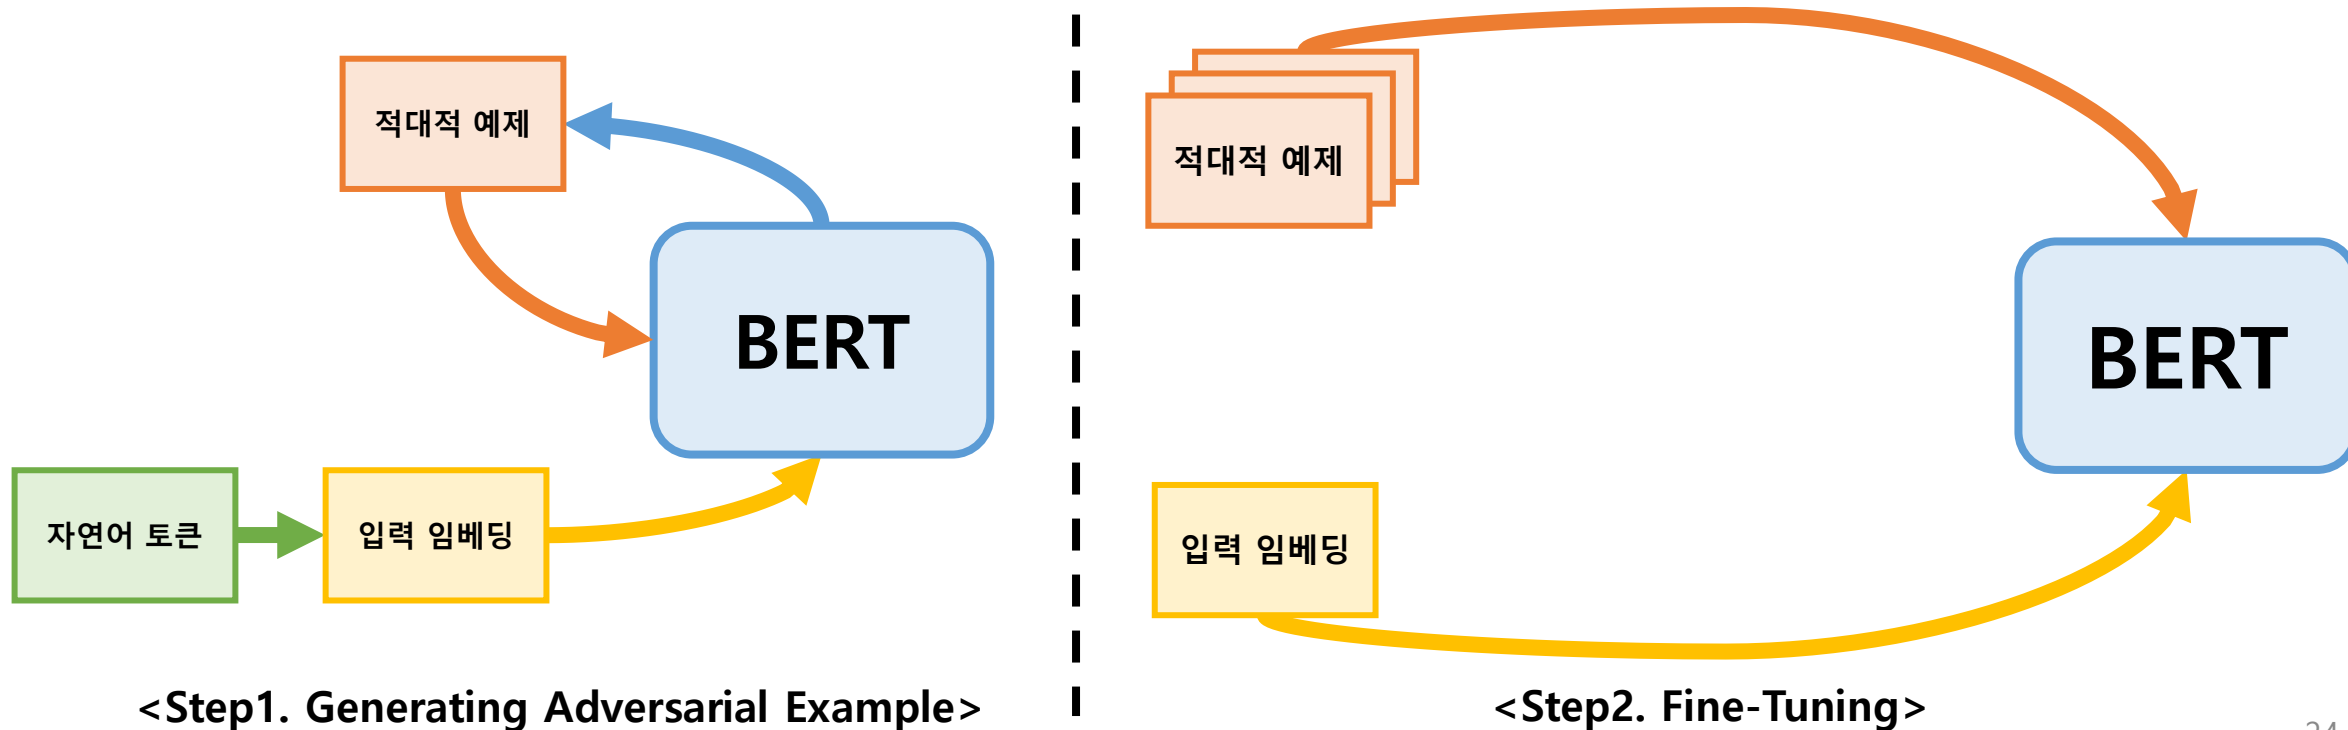 적대적 예제
BERT
자연어 토큰
입력 임베딩
<Step1. Generating Adversarial Example>
적대적 예제
BERT
입력 임베딩
<Step2. Fine-Tuning>